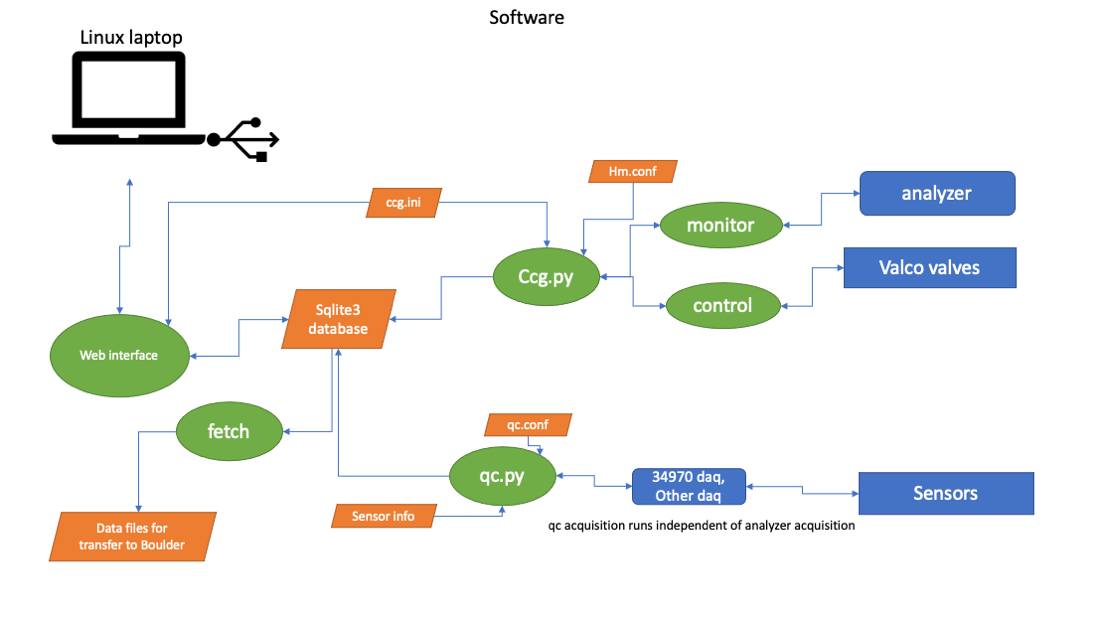 Software
Linux laptop
Hm.conf
ccg.ini
analyzer
monitor
Valco valves
Ccg.py
control
Sqlite3
database
Web interface
fetch
qc.conf
qc.py
34970 daq,
Other daq
Sensors
Sensor info
qc acquisition runs independent of analyzer acquisition
Data files for
transfer to Boulder